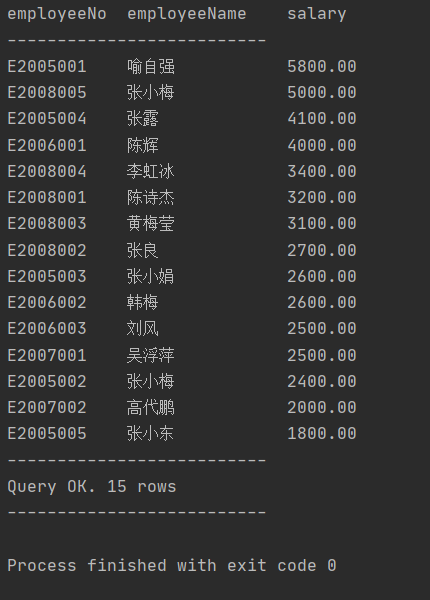 employeeNo  employeeName    salary
--------------------------
E2005001    喻自强           5800.00
E2008005    张小梅           5000.00
E2005004    张露            4100.00
E2006001    陈辉            4000.00
E2008004    李虹冰           3400.00
E2008001    陈诗杰           3200.00
E2008003    黄梅莹           3100.00
E2008002    张良            2700.00
E2005003    张小娟           2600.00
E2006002    韩梅            2600.00
E2006003    刘风            2500.00
E2007001    吴浮萍           2500.00
E2005002    张小梅           2400.00
E2007002    高代鹏           2000.00
E2005005    张小东           1800.00
--------------------------
Query OK. 15 rows
--------------------------
Process finished with exit code 0